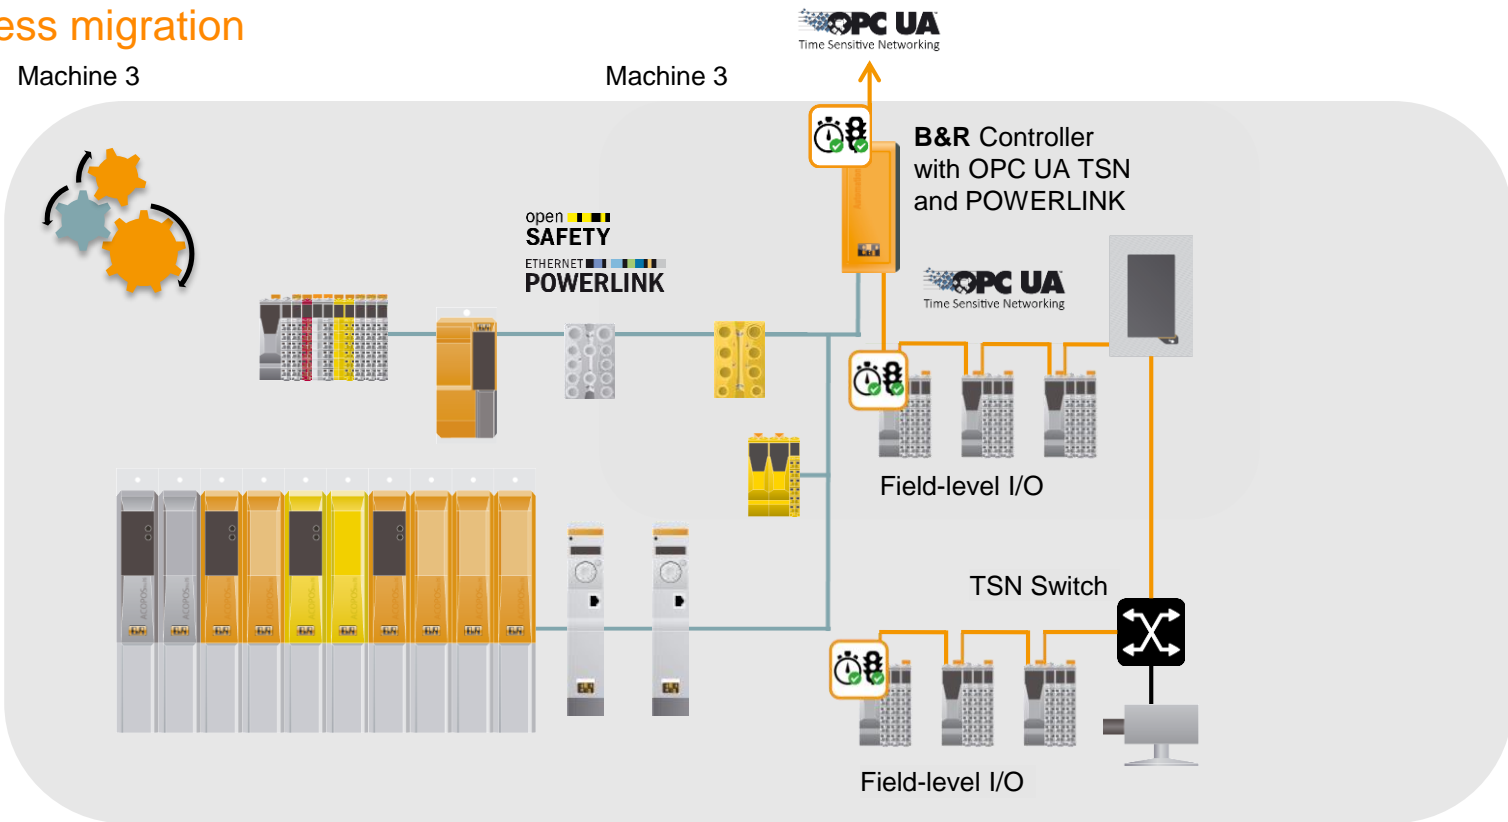 ess migration
OPC UA
Time Sensitive Networking
Machine 3
Machine 3
B&R Controller
with OPC UA TSN
and POWERLINK
open
SAFETY
ETHERNET
POWERLINK
OPC UA
Time Sensitive Networking
Field-level I/O
TSN Switch
Field-level I/O